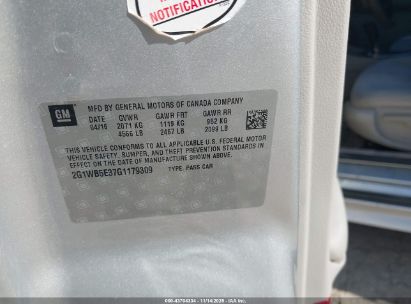 NOTIFICATION
GM
MFD BY GENERAL MOTORS OF CANADA COMPANY
DATE GVWR GAWR FRT GAWR RR
04/16 2071 KG 1119 KG 952 KG
4566 LB 2467 LB 2099 LB
THIS VEHICLE CONFORMS TO ALL APPLICABLE U.S. FEDERAL MOTOR
VEHICLE SAFETY, BUMPER, AND THEFT PREVENTION STANDARDS IN
EFFECT ON THE DATE OF MANUFACTURE SHOWN ABOVE.
2G1WB5E37G1179309 TYPE: PASS CAR